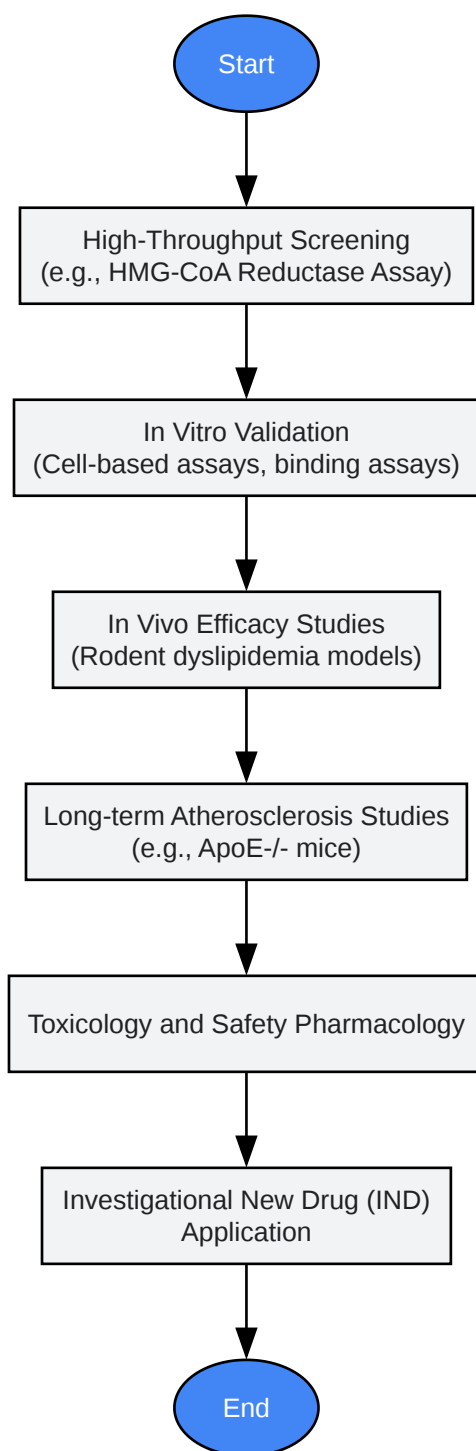 Start
High-Throughput Screening
(e.g., HMG-CoA Reductase Assay)
In Vitro Validation
(Cell-based assays, binding assays)
In Vivo Efficacy Studies
(Rodent dyslipidemia models)
Long-term Atherosclerosis Studies
(e.g., ApoE-/- mice)
Toxicology and Safety Pharmacology
Investigational New Drug (IND)
Application
End